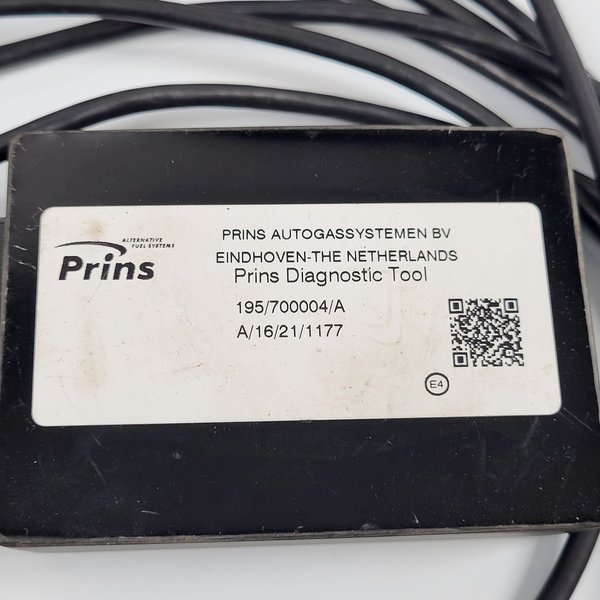 ALTERNATIVE
FUEL SYSTEMS
Prins
PRINS AUTOGASSYSTEMEN BV
EINDHOVEN-THE NETHERLANDS
Prins Diagnostic Tool
195/700004/A
A/16/21/1177
E4